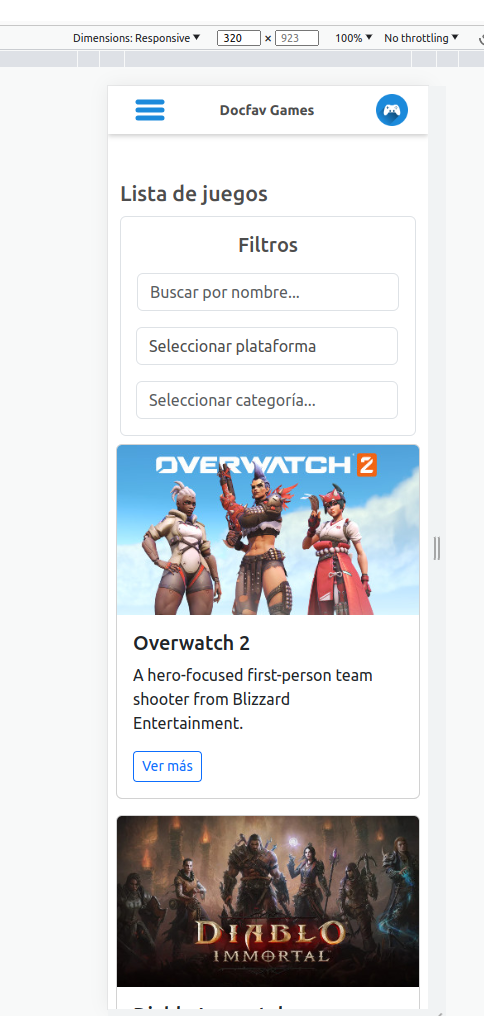 Dimensions: Responsive ▼ 320 × 923 100% ▼ No throttling ▼
Docfav Games
Lista de juegos
Filtros
Buscar por nombre...
Seleccionar plataforma
Seleccionar categoría...
OVERWATCH 2
Overwatch 2
A hero-focused first-person team
shooter from Blizzard
Entertainment.
Ver más
DIABLO
IMMORTAL